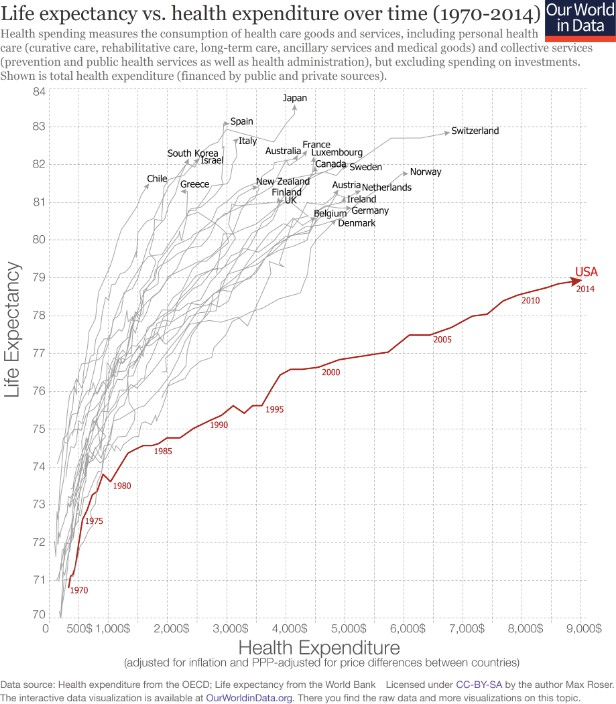 Life expectancy vs. health expenditure over time (1970-2014)
Our World
in Data
Health spending measures the consumption of health care goods and services, including personal health
care (curative care, rehabilitative care, long-term care, ancillary services and medical goods) and collective services
(prevention and public health services as well as health administration), but excluding spending on investments.
Shown is total health expenditure (financed by public and private sources).
Life Expectancy
84
83
82
81
80
79
78
77
76
75
74
73
72
71
70
Japan
Spain
Switzerland
Italy
France
South Korea
Australia
Luxembourg
Israel
Canada
Sweden
Norway
Chile
Greece
New Zealand
Austria
Netherlands
Finland
UK
Ireland
Belgium
Germany
Denmark
USA
2014
2010
2005
2000
1995
1990
1985
1980
1975
1970
0
500$
1,000$
2,000$
3,000$
4,000$
5,000$
6,000$
7,000$
8,000$
9,000$
Health Expenditure
(adjusted for inflation and PPP-adjusted for price differences between countries)
Data source: Health expenditure from the OECD; Life expectancy from the World Bank Licensed under CC-BY-SA by the author Max Roser.
The interactive data visualization is available at OurWorldinData.org. There you find the raw data and more visualizations on this topic.